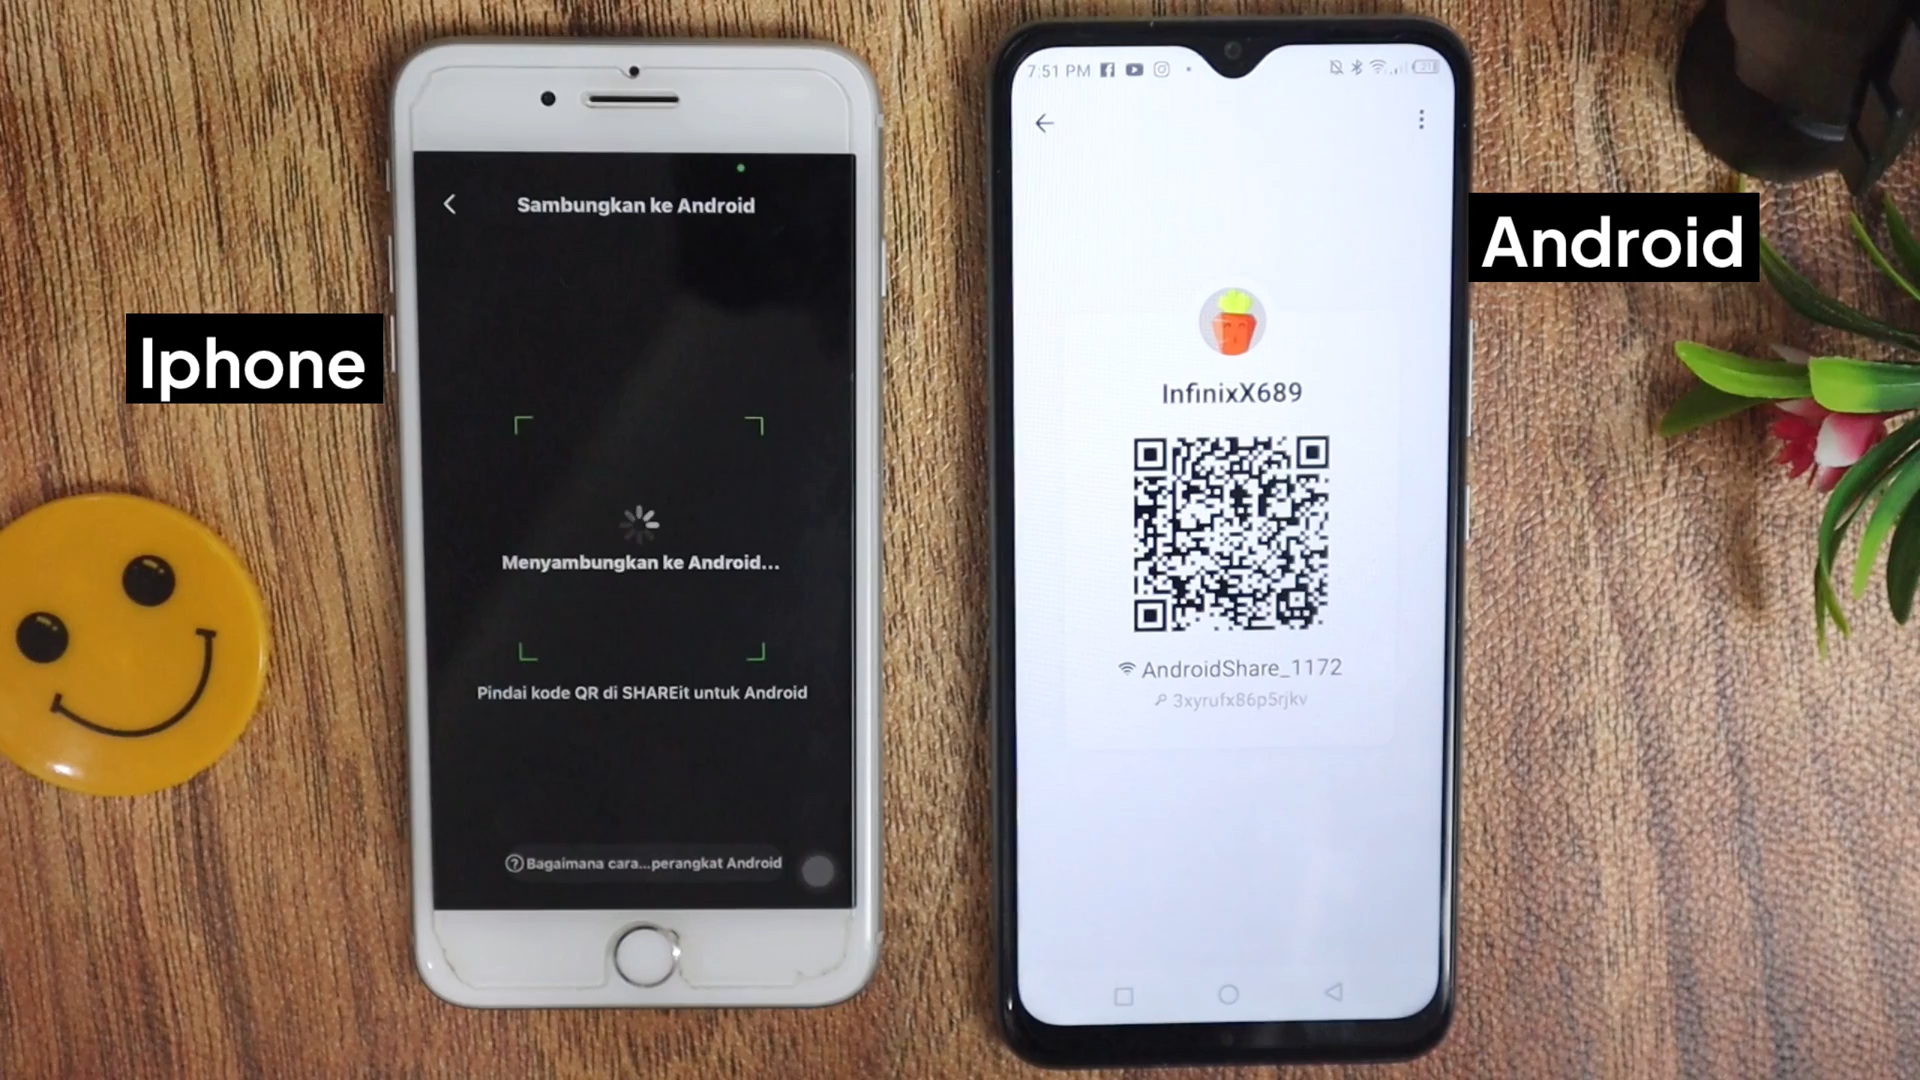 Iphone
Sambungkan ke Android
Menyambungkan ke Android...
Pindai kode QR di SHAREit untuk Android
Bagaimana cara...perangkat Android
Android
7:51 PM
21
InfinixX689
AndroidShare_1172
3xyrufx86p5rjkv